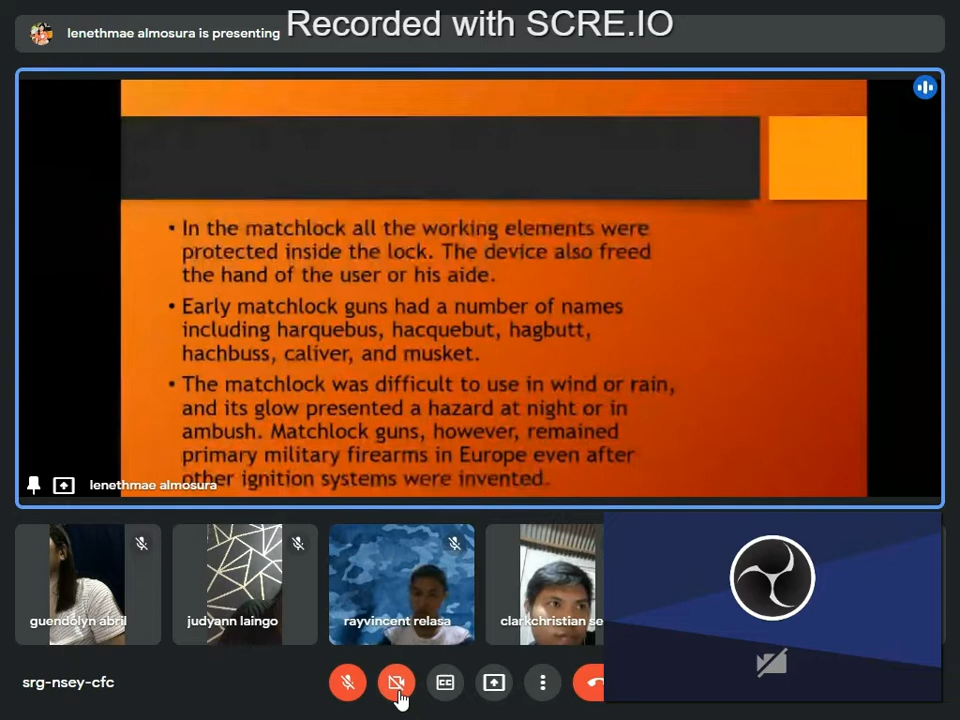 Recorded with SCRE.IO
lenethmae almosura is presenting
• In the matchlock all the working elements were
protected inside the lock. The device also freed
the hand of the user or his aide.
• Early matchlock guns had a number of names
including harquebus, hacquebut, hagbutt,
hachbuss, caliver, and musket.
• The matchlock was difficult to use in wind or rain,
and its glow presented a hazard at night or in
ambush. Matchlock guns, however, remained
primary military firearms in Europe even after
other ignition systems were invented.
lenethmae almosura
guendolyn abril
judyann laingo
rayvincent relasa
clarkchristian se
srg-nsey-cfc
CC